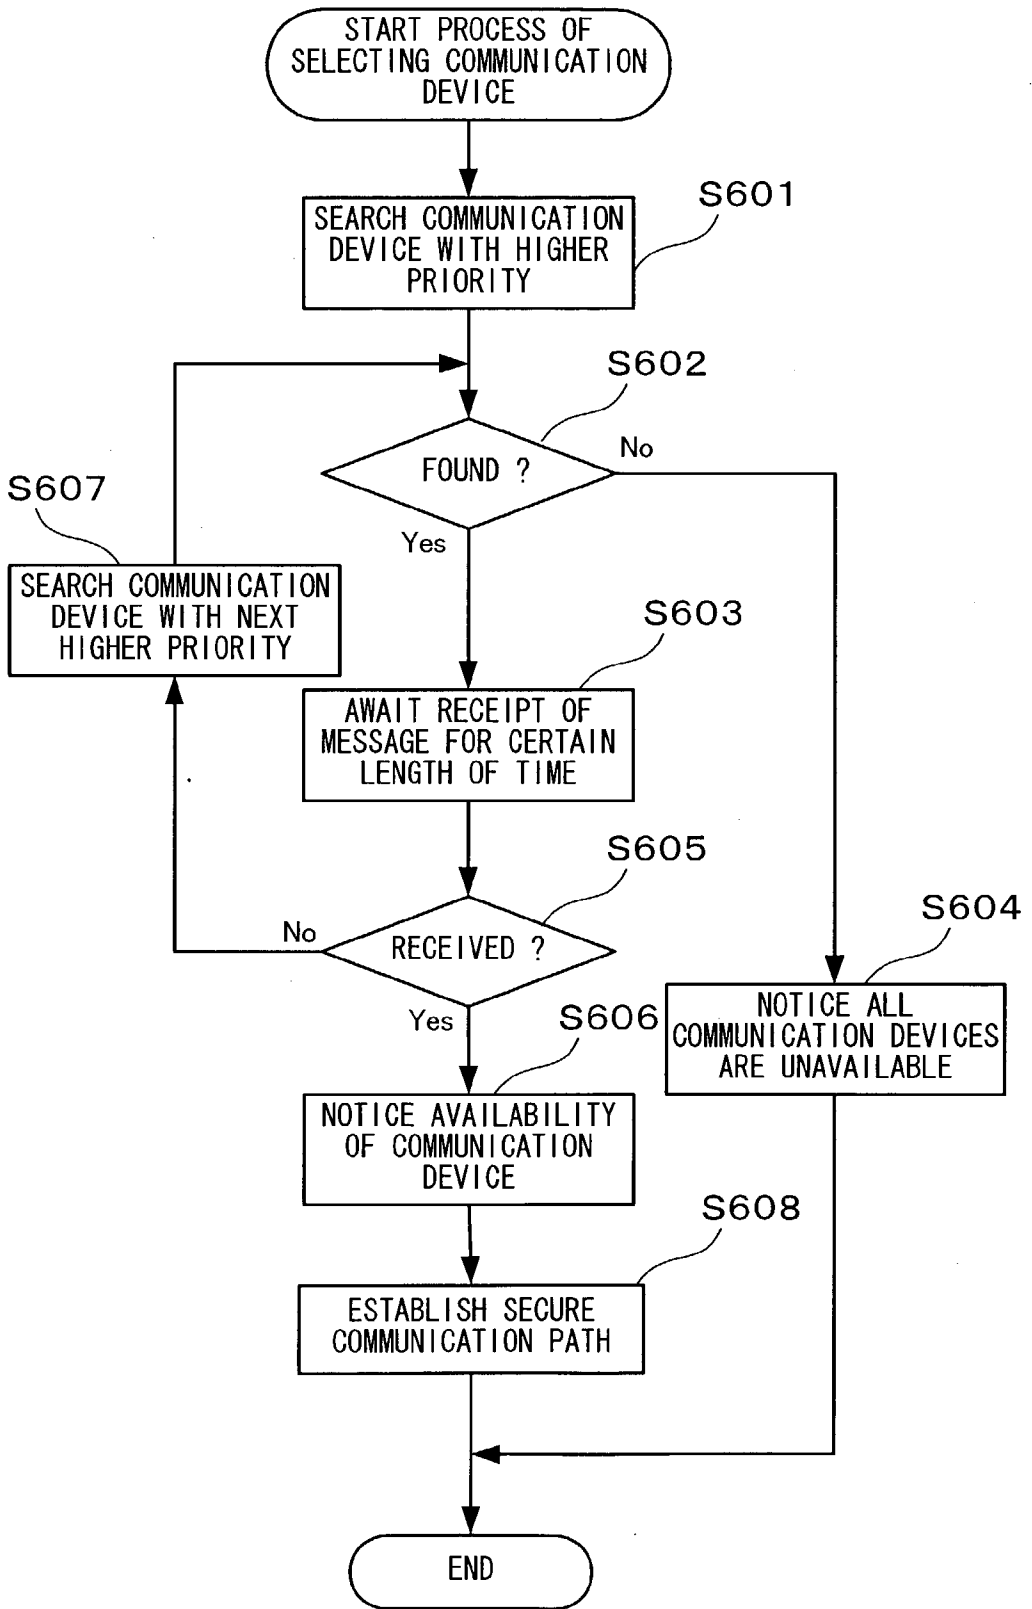 START PROCESS OF
SELECTING COMMUNICATION
DEVICE
S601
SEARCH COMMUNICATION
DEVICE WITH HIGHER
PRIORITY
S602
FOUND ?
No
Yes
S607
SEARCH COMMUNICATION
DEVICE WITH NEXT
HIGHER PRIORITY
S603
AWAIT RECEIPT OF
MESSAGE FOR CERTAIN
LENGTH OF TIME
S605
RECEIVED ?
No
Yes
S604
NOTICE ALL
COMMUNICATION DEVICES
ARE UNAVAILABLE
S606
NOTICE AVAILABILITY
OF COMMUNICATION
DEVICE
S608
ESTABLISH SECURE
COMMUNICATION PATH
END